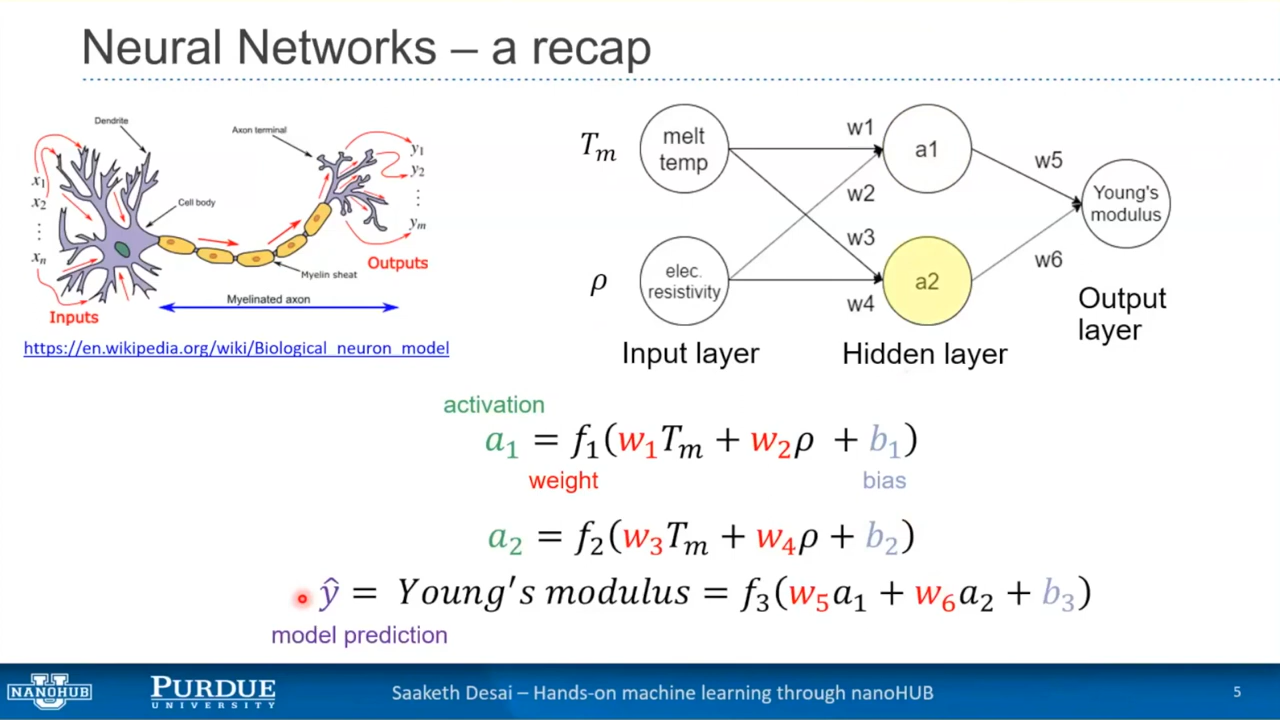 Neural Networks – a recap
Dendrite
Axon terminal
x₁
x₂
⋮
xₙ
Cell body
y₁
y₂
⋮
yₘ
Myelin sheat
Outputs
Myelinated axon
Inputs
https://en.wikipedia.org/wiki/Biological_neuron_model
Tₘ
melt
temp
w1
a1
w5
w2
Young's
modulus
w3
ρ
elec.
resistivity
a2
w6
w4
Output
layer
Input layer
Hidden layer
activation
a₁ = f₁(w₁Tₘ + w₂ρ + b₁)
weight
bias
a₂ = f₂(w₃Tₘ + w₄ρ + b₂)
ŷ = Young's modulus = f₃(w₅a₁ + w₆a₂ + b₃)
model prediction
NANOHUB
PURDUE
UNIVERSITY
Saaketh Desai – Hands-on machine learning through nanoHUB
5